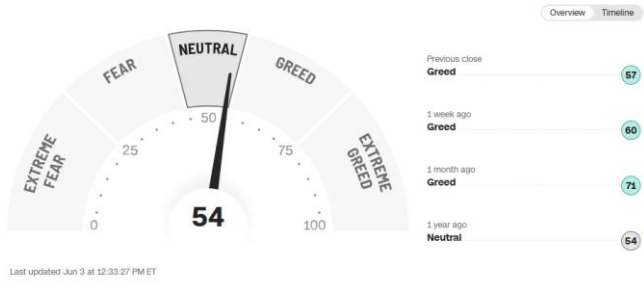 Overview Timeline
NEUTRAL
FEAR
GREED
EXTREME
FEAR
EXTREME
GREED
0
25
50
75
100
54
Previous close
Greed 57
1 week ago
Greed 60
1 month ago
Greed 71
1 year ago
Neutral 54
Last updated Jun 3 at 12:33:27 PM ET